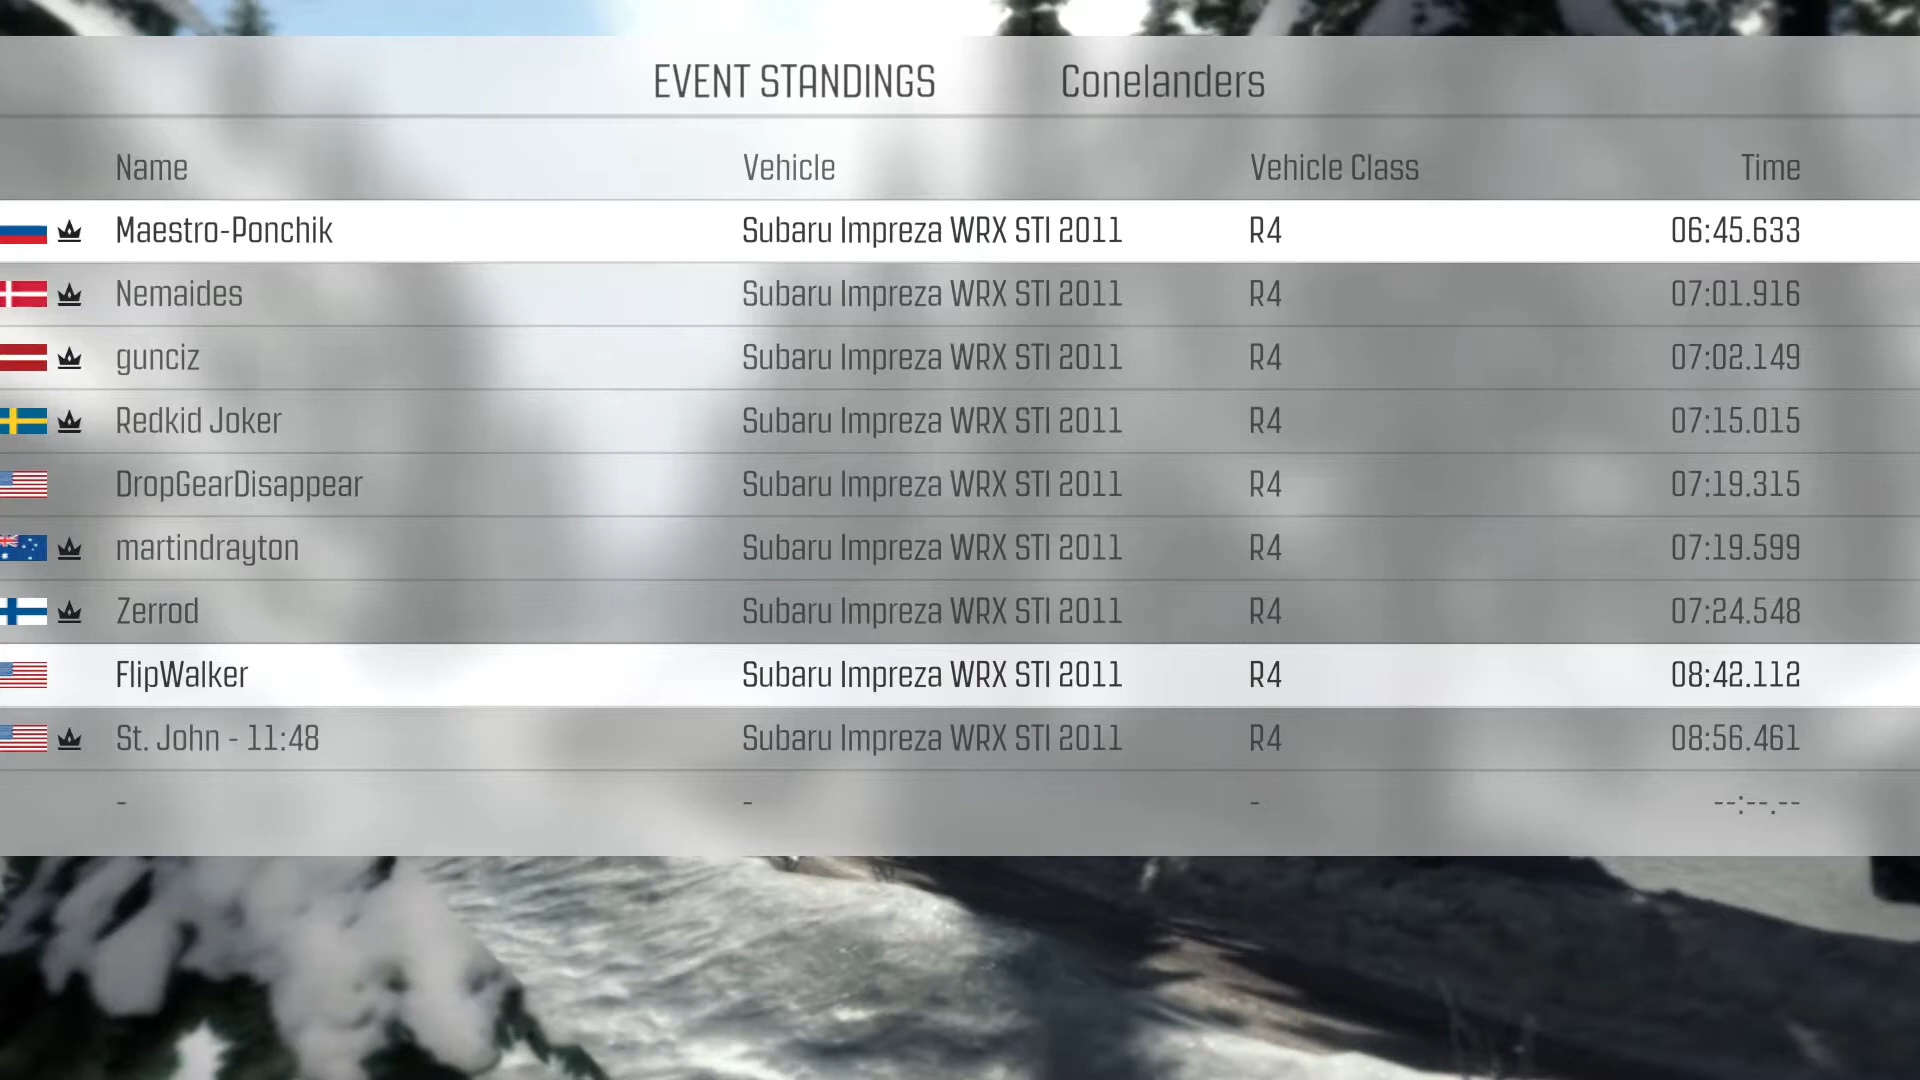 EVENT STANDINGS Conelanders
Name Vehicle Vehicle Class Time
Maestro-Ponchik Subaru Impreza WRX STI 2011 R4 06:45.633
Nemaides Subaru Impreza WRX STI 2011 R4 07:01.916
gunciz Subaru Impreza WRX STI 2011 R4 07:02.149
Redkid Joker Subaru Impreza WRX STI 2011 R4 07:15.015
DropGearDisappear Subaru Impreza WRX STI 2011 R4 07:19.315
martindrayton Subaru Impreza WRX STI 2011 R4 07:19.599
Zerrod Subaru Impreza WRX STI 2011 R4 07:24.548
FlipWalker Subaru Impreza WRX STI 2011 R4 08:42.112
St. John - 11:48 Subaru Impreza WRX STI 2011 R4 08:56.461
- - - --:--.--